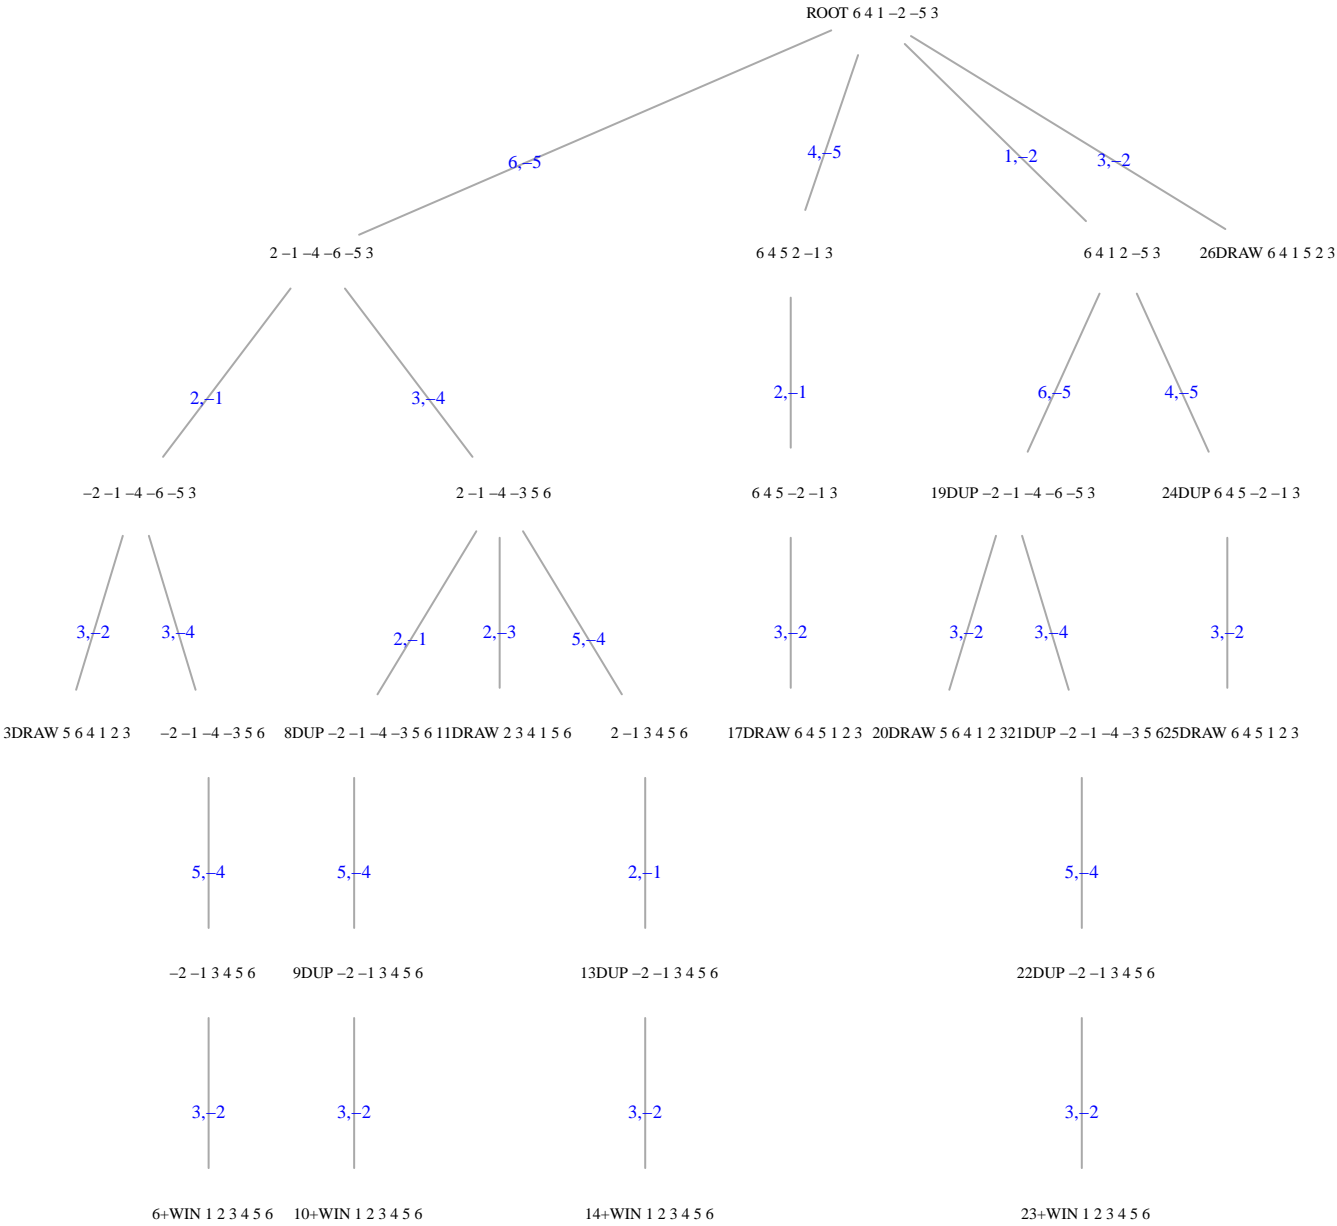 ROOT 6 4 1 −2 −5 3
6,−5
4,−5
1,−2
3,−2
2 −1 −4 −6 −5 3
6 4 5 2 −1 3
6 4 1 2 −5 3
26DRAW 6 4 1 5 2 3
2,−1
3,−4
2,−1
6,−5
4,−5
−2 −1 −4 −6 −5 3
2 −1 −4 −3 5 6
6 4 5 −2 −1 3
19DUP −2 −1 −4 −6 −5 3
24DUP 6 4 5 −2 −1 3
3,−2
3,−4
2,−1
2,−3
5,−4
3,−2
3,−2
3,−4
3,−2
3DRAW 5 6 4 1 2 3
−2 −1 −4 −3 5 6
8DUP −2 −1 −4 −3 5 6
11DRAW 2 3 4 1 5 6
2 −1 3 4 5 6
17DRAW 6 4 5 1 2 3
20DRAW 5 6 4 1 2 3
21DUP −2 −1 −4 −3 5 6
25DRAW 6 4 5 1 2 3
5,−4
5,−4
2,−1
5,−4
−2 −1 3 4 5 6
9DUP −2 −1 3 4 5 6
13DUP −2 −1 3 4 5 6
22DUP −2 −1 3 4 5 6
3,−2
3,−2
3,−2
3,−2
6+WIN 1 2 3 4 5 6
10+WIN 1 2 3 4 5 6
14+WIN 1 2 3 4 5 6
23+WIN 1 2 3 4 5 6